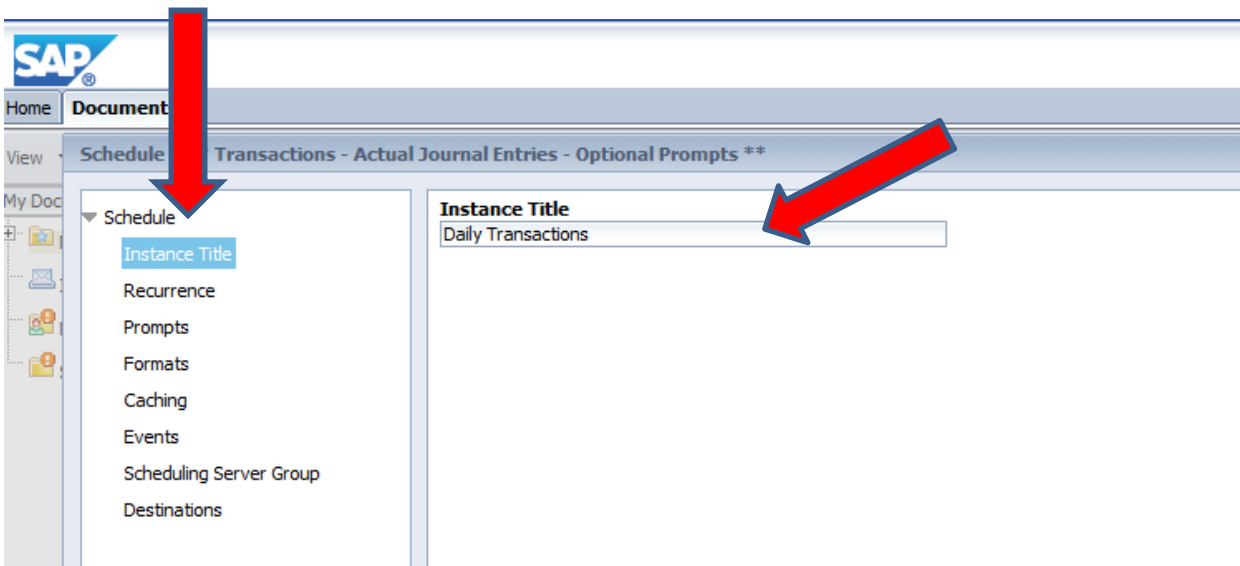 SAP®
Home Document
View Schedule Transactions - Actual Journal Entries - Optional Prompts **
My Doc
Schedule
Instance Title
Daily Transactions
Instance Title
Recurrence
Prompts
Formats
Caching
Events
Scheduling Server Group
Destinations